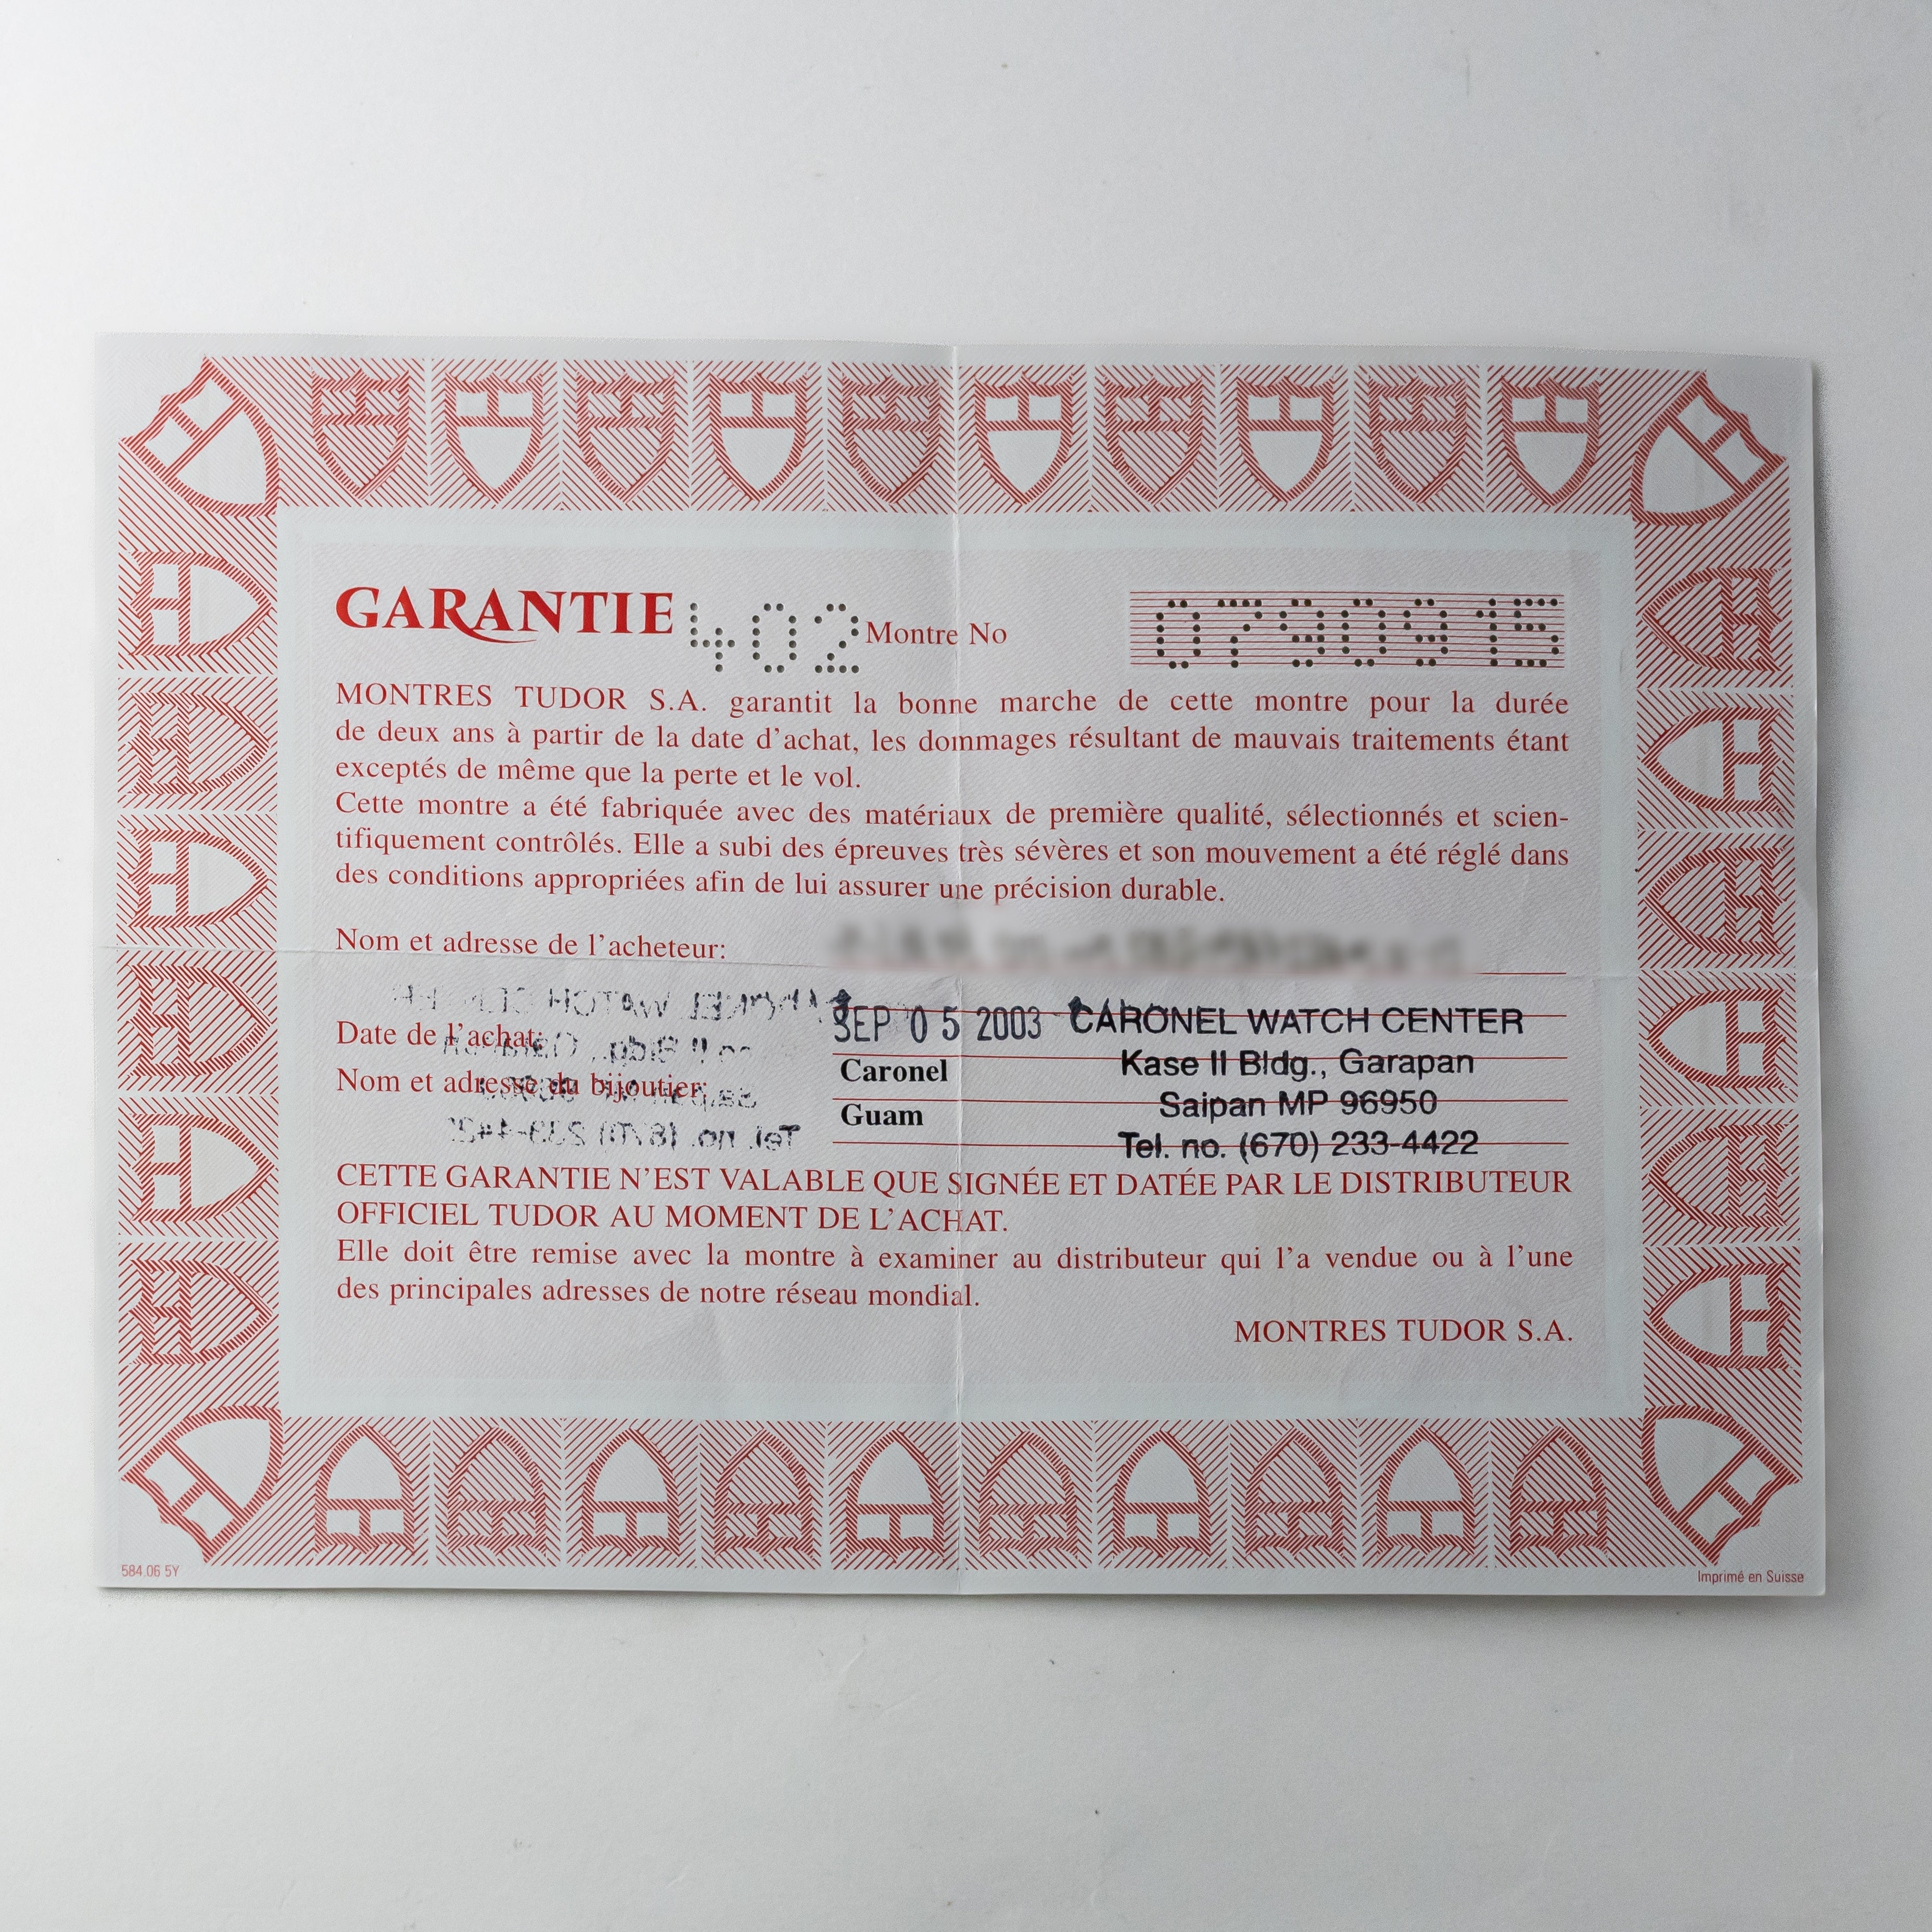 GARANTIE 402 Montre No 0790915
MONTRES TUDOR S.A. garantit la bonne marche de cette montre pour la durée
de deux ans à partir de la date d'achat, les dommages résultant de mauvais traitements étant
exceptés de même que la perte et le vol.
Cette montre a été fabriquée avec des matériaux de première qualité, sélectionnés et scien-
tifiquement contrôlés. Elle a subi des épreuves très sévères et son mouvement a été réglé dans
des conditions appropriées afin de lui assurer une précision durable.
Nom et adresse de l'acheteur:
Date de l'achat: SEP 05 2003
Nom et adresse du bijoutier:
Caronel
Guam
CARONEL WATCH CENTER
Kase II Bldg., Garapan
Saipan MP 96950
Tel. no. (670) 233-4422
CETTE GARANTIE N'EST VALABLE QUE SIGNÉE ET DATÉE PAR LE DISTRIBUTEUR
OFFICIEL TUDOR AU MOMENT DE L'ACHAT.
Elle doit être remise avec la montre à examiner au distributeur qui l'a vendue ou à l'une
des principales adresses de notre réseau mondial.
MONTRES TUDOR S.A.
584.06 5Y
Imprimé en Suisse